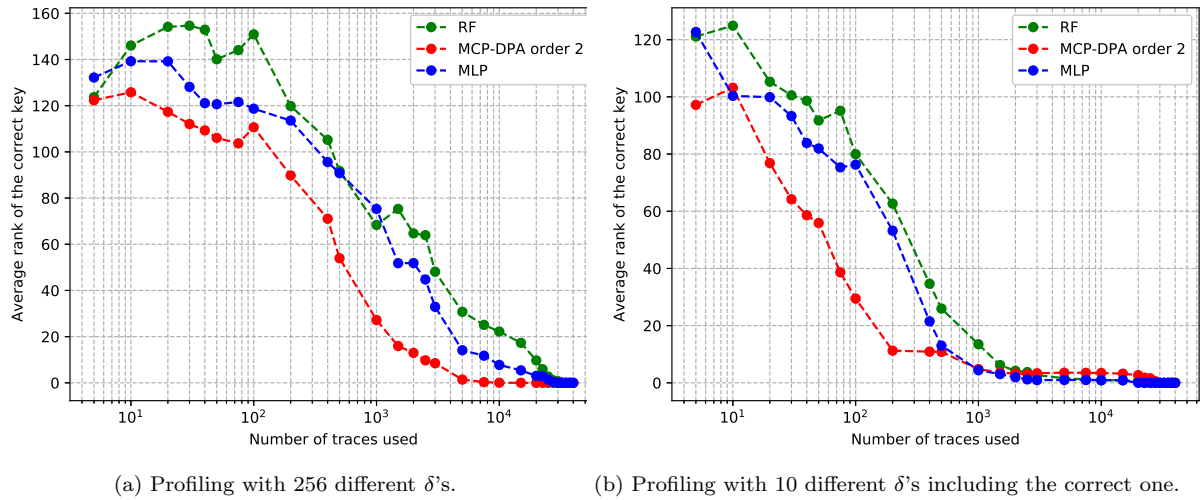 RF
MCP-DPA order 2
MLP
160
140
120
100
80
60
40
20
0
Average rank of the correct key
10¹ 10² 10³ 10⁴
Number of traces used
(a) Profiling with 256 different δ's.
RF
MCP-DPA order 2
MLP
120
100
80
60
40
20
0
Average rank of the correct key
10¹ 10² 10³ 10⁴
Number of traces used
(b) Profiling with 10 different δ's including the correct one.